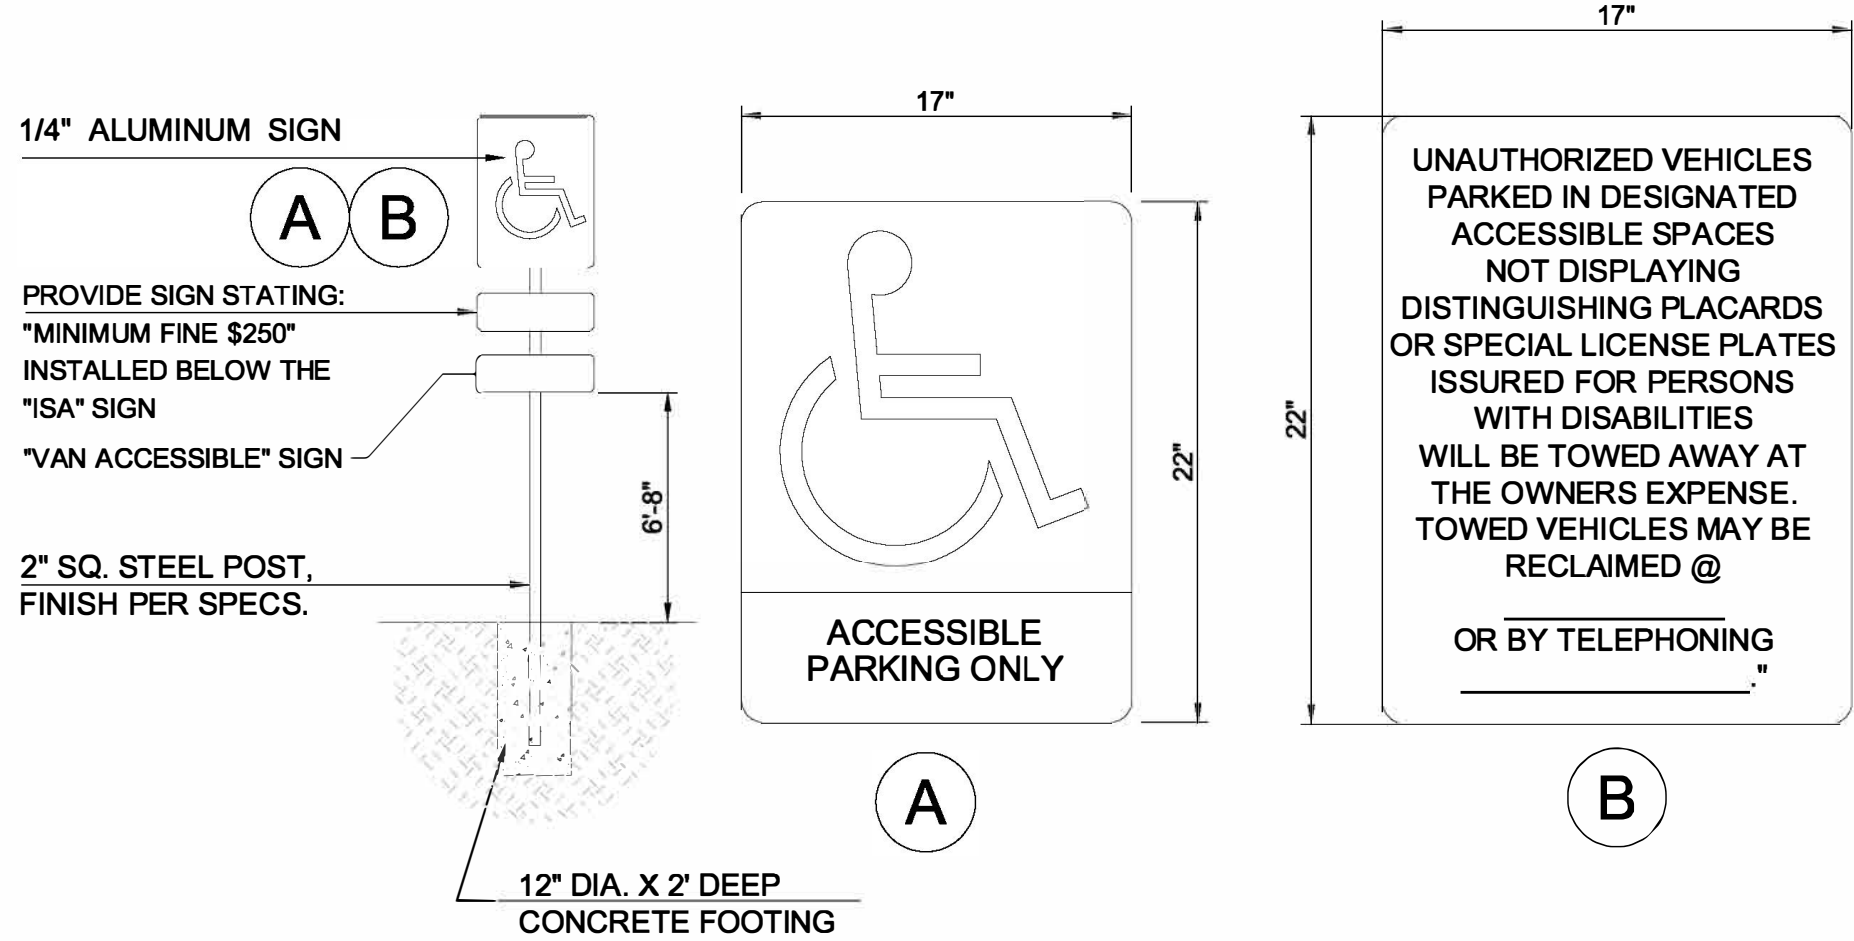 1/4" ALUMINUM SIGN
A B
PROVIDE SIGN STATING:
"MINIMUM FINE $250"
INSTALLED BELOW THE
"ISA" SIGN
"VAN ACCESSIBLE" SIGN
6'-8"
2" SQ. STEEL POST,
FINISH PER SPECS.
12" DIA. X 2' DEEP
CONCRETE FOOTING
17"
22"
ACCESSIBLE
PARKING ONLY
A
17"
22"
UNAUTHORIZED VEHICLES
PARKED IN DESIGNATED
ACCESSIBLE SPACES
NOT DISPLAYING
DISTINGUISHING PLACARDS
OR SPECIAL LICENSE PLATES
ISSURED FOR PERSONS
WITH DISABILITIES
WILL BE TOWED AWAY AT
THE OWNERS EXPENSE.
TOWED VEHICLES MAY BE
RECLAIMED @
OR BY TELEPHONING
."
B